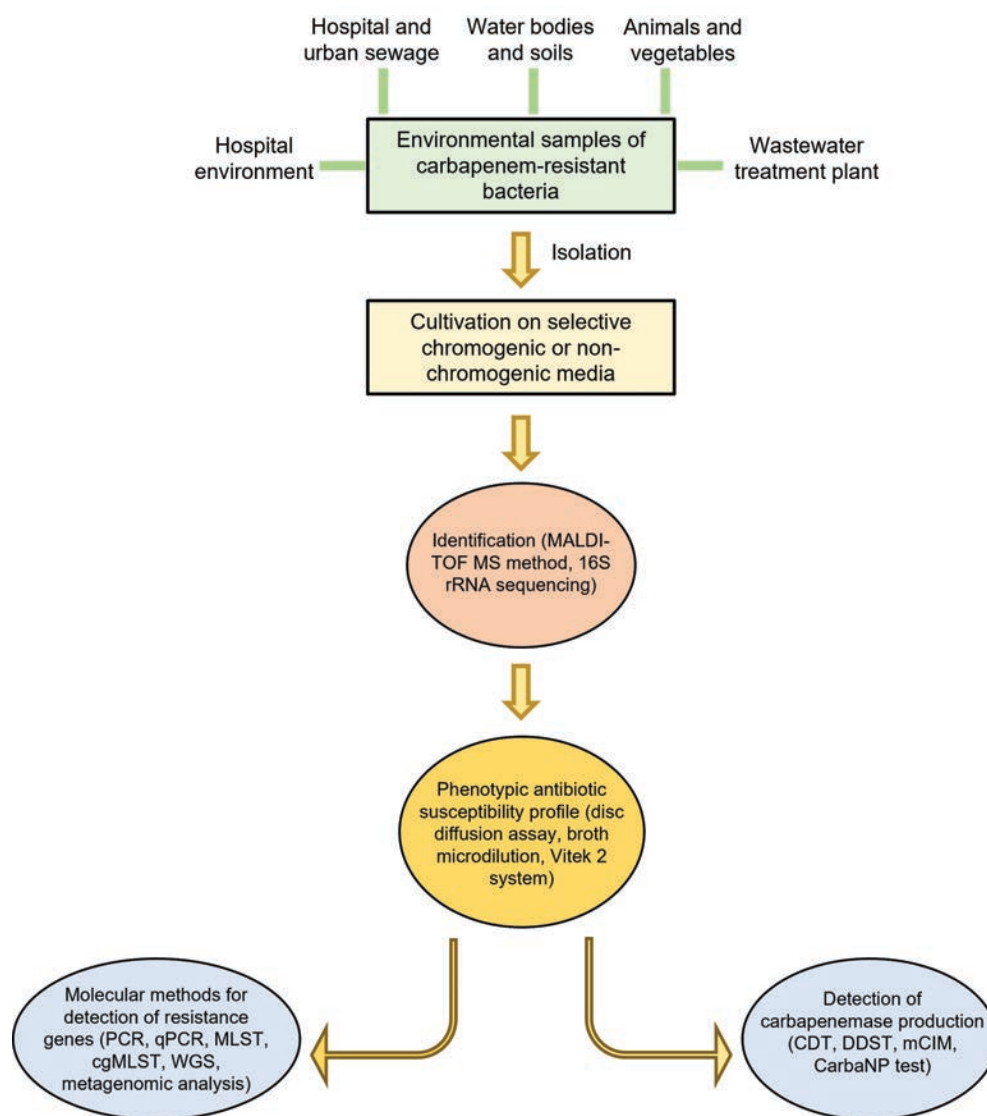 Hospital and
urban sewage
Water bodies
and soils
Animals and
vegetables
Hospital
environment
Environmental samples of
carbapenem-resistant
bacteria
Wastewater
treatment plant
Isolation
Cultivation on selective
chromogenic or non-
chromogenic media
Identification (MALDI-
TOF MS method, 16S
rRNA sequencing)
Phenotypic antibiotic
susceptibility profile (disc
diffusion assay, broth
microdilution, Vitek 2
system)
Molecular methods for
detection of resistance
genes (PCR, qPCR, MLST,
cgMLST, WGS,
metagenomic analysis)
Detection of
carbapenemase production
(CDT, DDST, mCIM,
CarbaNP test)